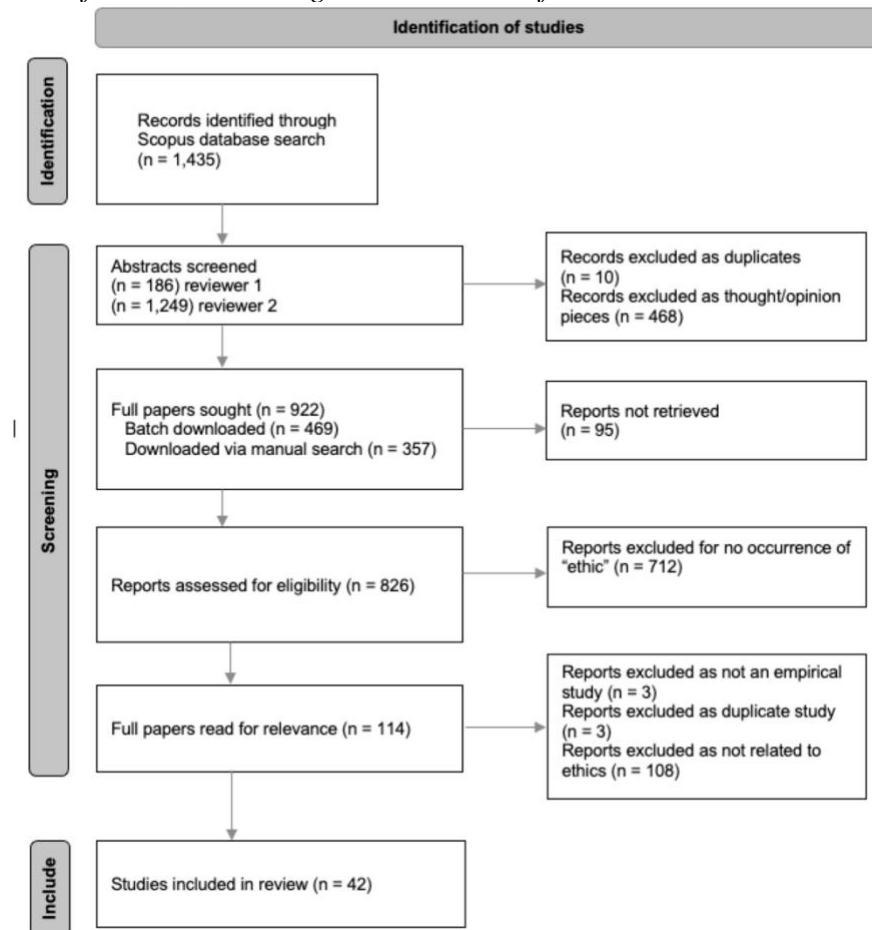 Identification of studies
Identification
Records identified through
Scopus database search
(n = 1,435)
Screening
Abstracts screened
(n = 186) reviewer 1
(n = 1,249) reviewer 2
Records excluded as duplicates
(n = 10)
Records excluded as thought/opinion
pieces (n = 468)
Full papers sought (n = 922)
Batch downloaded (n = 469)
Downloaded via manual search (n = 357)
Reports not retrieved
(n = 95)
Reports assessed for eligibility (n = 826)
Reports excluded for no occurrence of
"ethic" (n = 712)
Full papers read for relevance (n = 114)
Reports excluded as not an empirical
study (n = 3)
Reports excluded as duplicate study
(n = 3)
Reports excluded as not related to
ethics (n = 108)
Include
Studies included in review (n = 42)